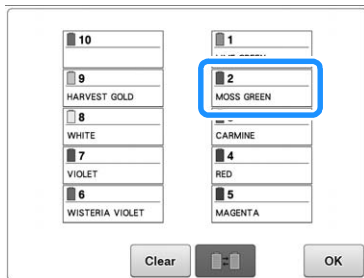 10
9
HARVEST GOLD
8
WHITE
7
VIOLET
6
WISTERIA VIOLET
1
2
MOSS GREEN
CARMINE
4
RED
5
MAGENTA
Clear
OK